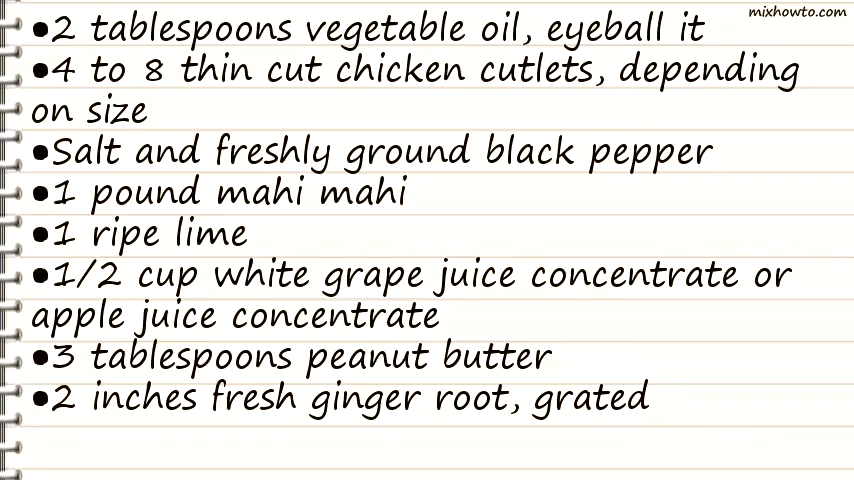 mixhowto.com
•2 tablespoons vegetable oil, eyeball it
•4 to 8 thin cut chicken cutlets, depending
on size
•Salt and freshly ground black pepper
•1 pound mahi mahi
•1 ripe lime
•1/2 cup white grape juice concentrate or
apple juice concentrate
•3 tablespoons peanut butter
•2 inches fresh ginger root, grated